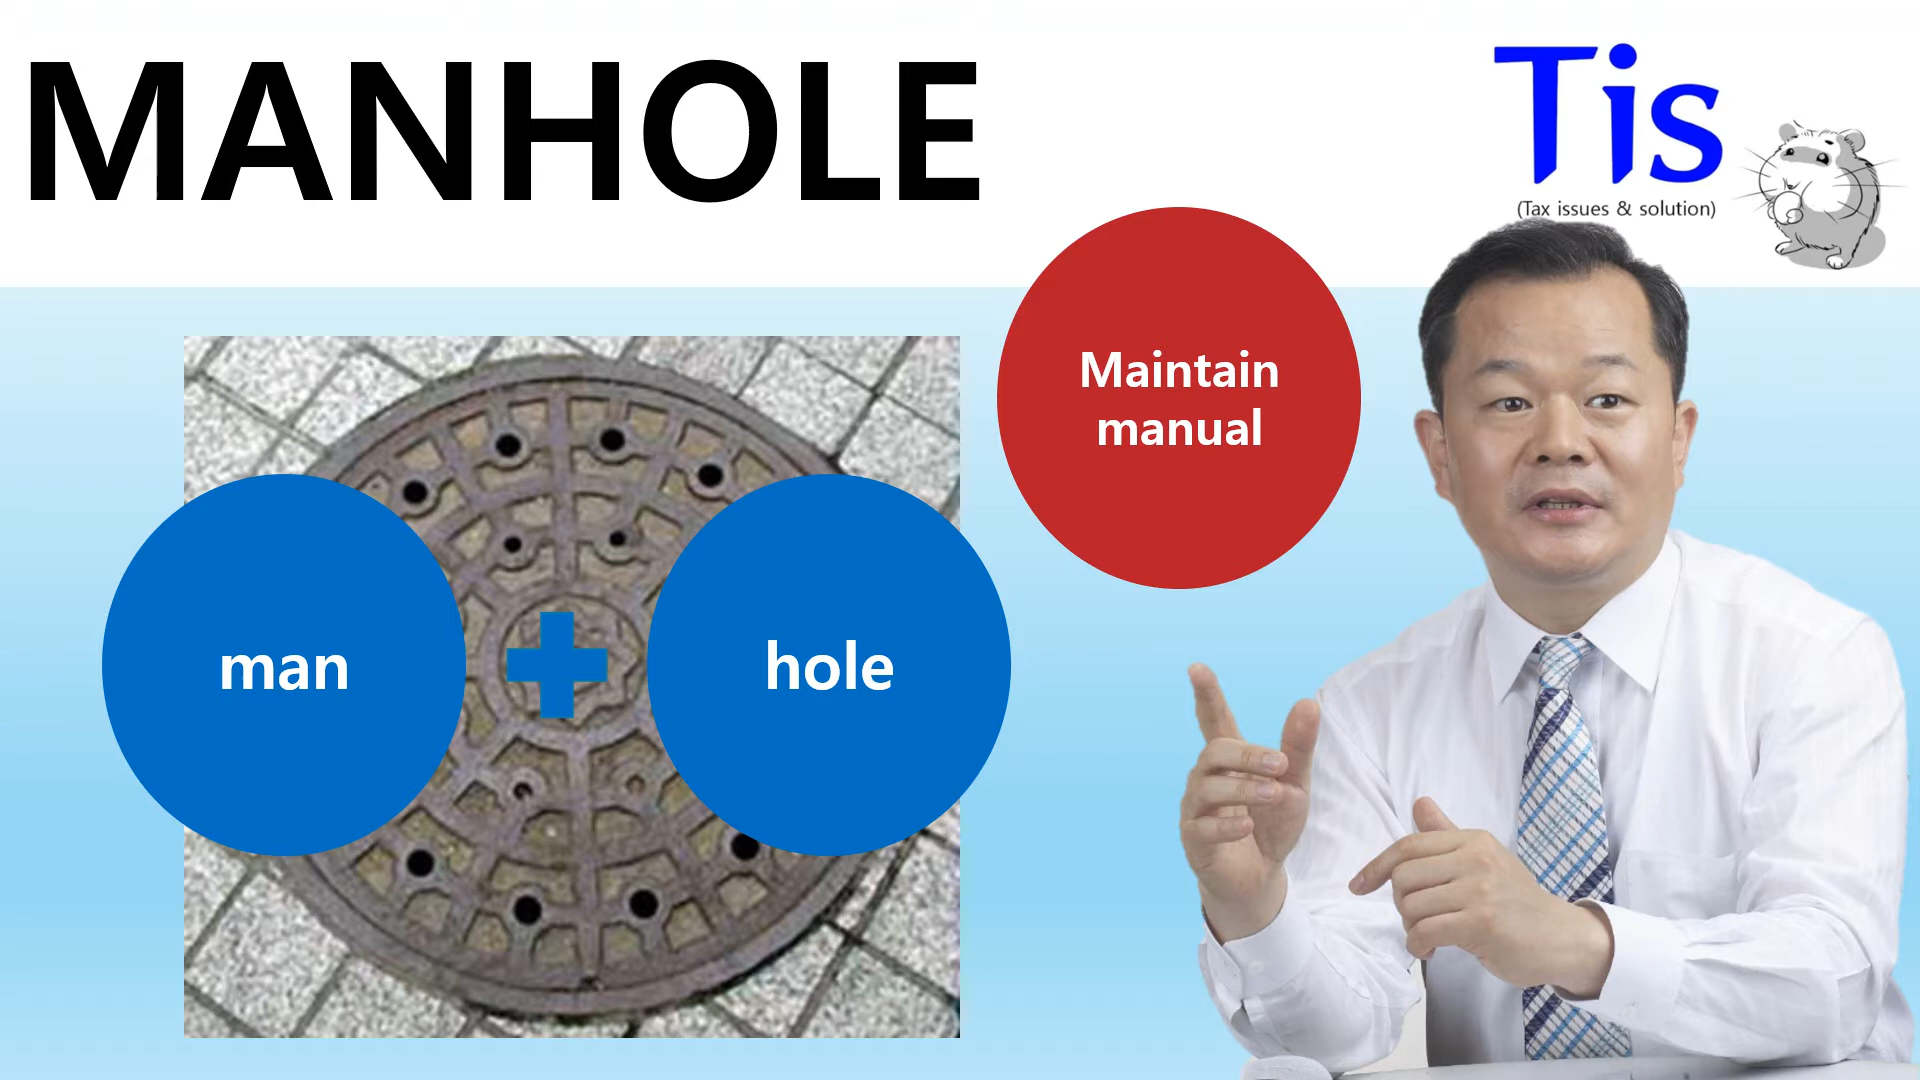 MANHOLE
Tis
(Tax issues & solution)
Maintain
manual
man
hole